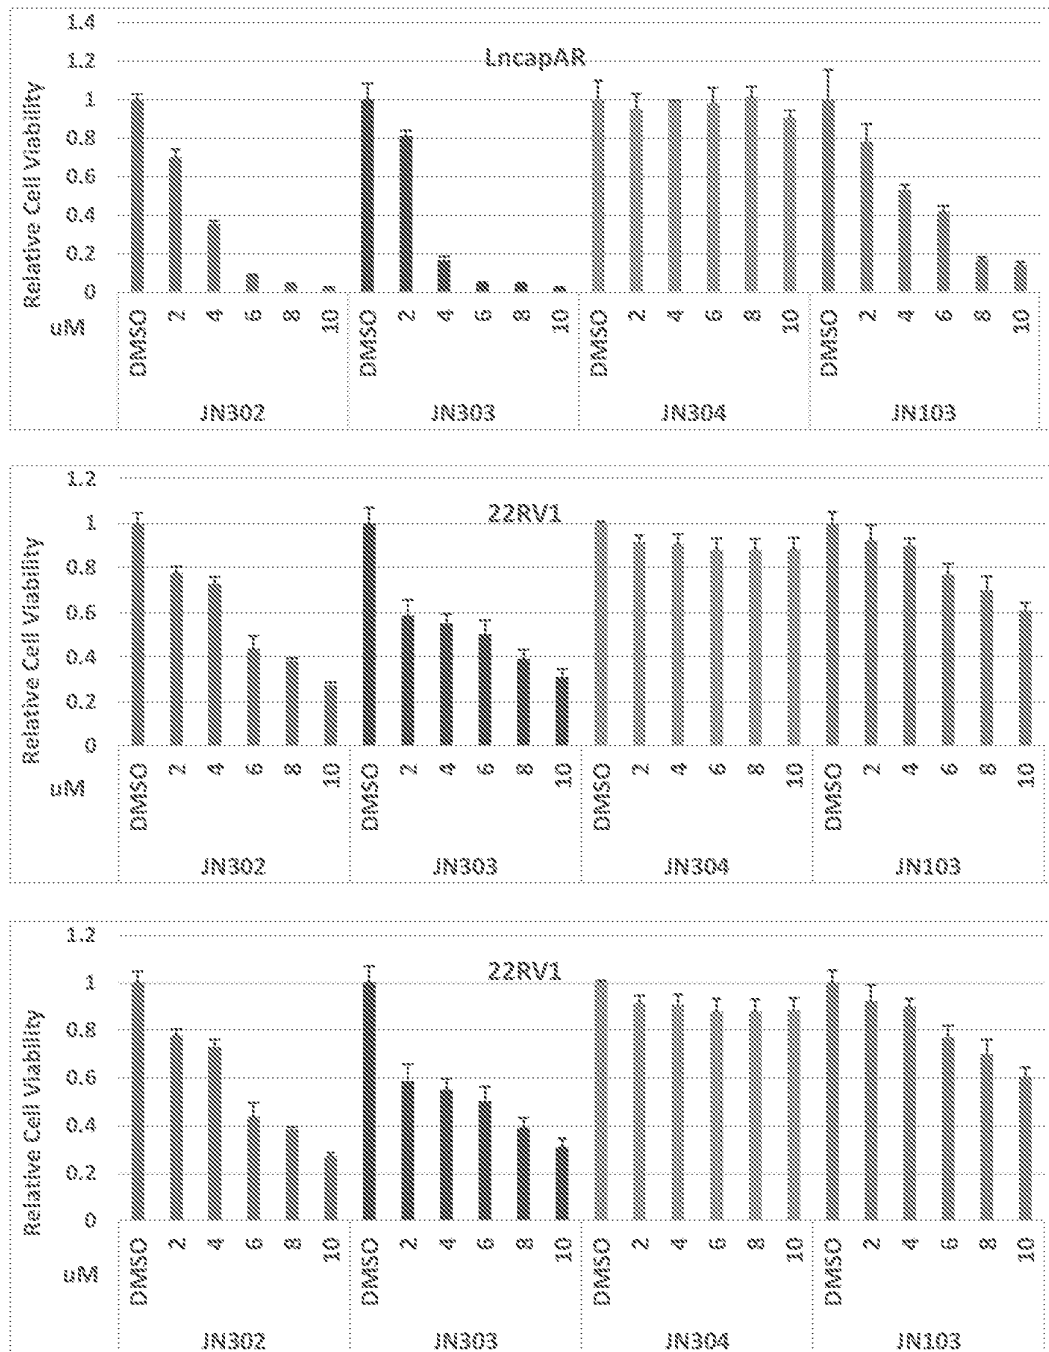 1.4
1.2
LncapAR
1
0.8
0.6
0.4
0.2
0
Relative Cell Viability
uM
DMSO 2 4 6 8 10 DMSO 2 4 6 8 10 DMSO 2 4 6 8 10 DMSO 2 4 6 8 10
JN302 JN303 JN304 JN103
1.2
22RV1
1
0.8
0.6
0.4
0.2
0
Relative Cell Viability
uM
DMSO 2 4 6 8 10 DMSO 2 4 6 8 10 DMSO 2 4 6 8 10 DMSO 2 4 6 8 10
JN302 JN303 JN304 JN103
1.2
22RV1
1
0.8
0.6
0.4
0.2
0
Relative Cell Viability
uM
DMSO 2 4 6 8 10 DMSO 2 4 6 8 10 DMSO 2 4 6 8 10 DMSO 2 4 6 8 10
JN302 JN303 JN304 JN103